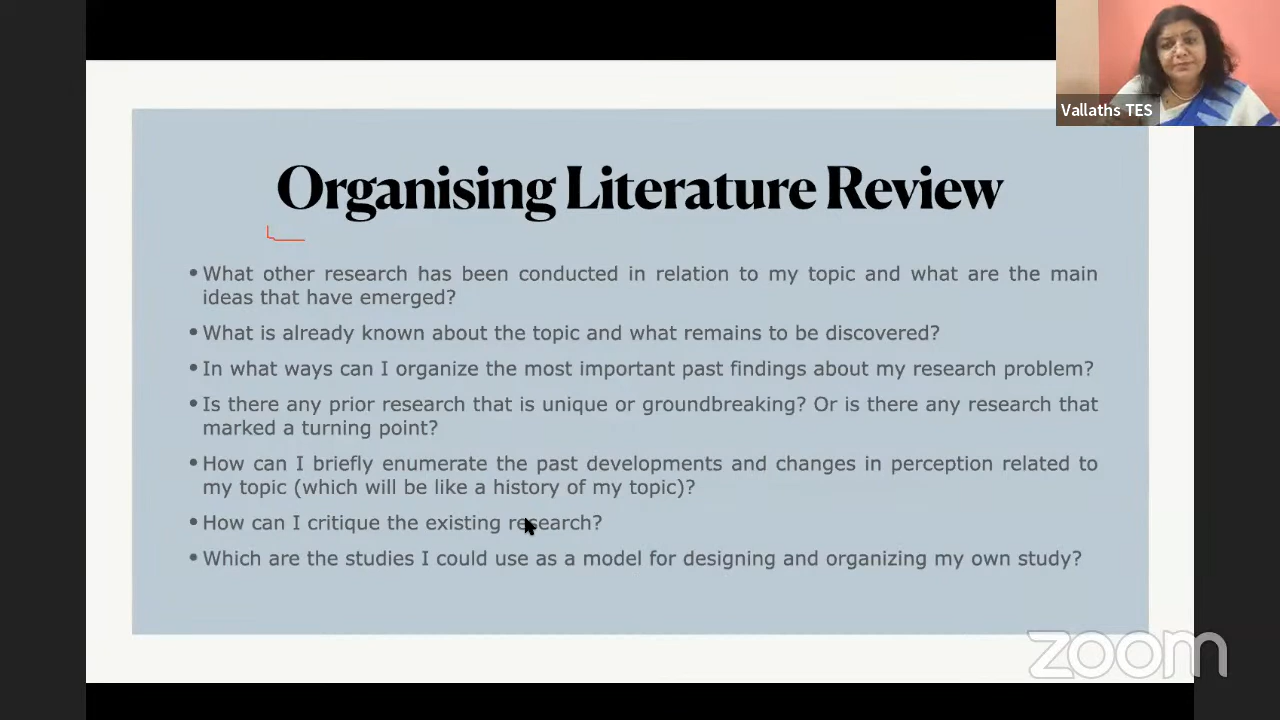 Vallaths TES
Organising Literature Review
• What other research has been conducted in relation to my topic and what are the main
ideas that have emerged?
• What is already known about the topic and what remains to be discovered?
• In what ways can I organize the most important past findings about my research problem?
• Is there any prior research that is unique or groundbreaking? Or is there any research that
marked a turning point?
• How can I briefly enumerate the past developments and changes in perception related to
my topic (which will be like a history of my topic)?
• How can I critique the existing research?
• Which are the studies I could use as a model for designing and organizing my own study?
zoom